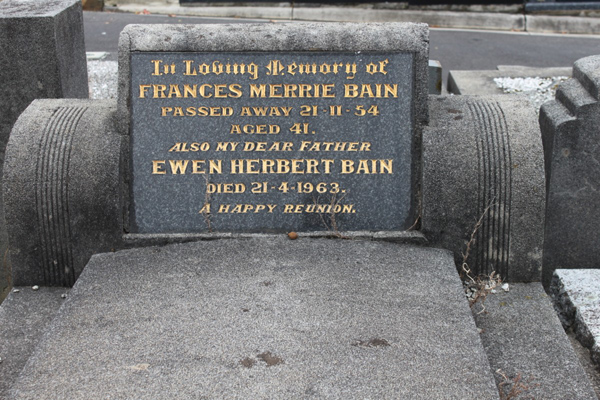 In Loving Memory of
FRANCES MERRIE BAIN
PASSED AWAY 21-11-54
AGED 41.
ALSO MY DEAR FATHER
EWEN HERBERT BAIN
DIED 21-4-1963.
A HAPPY REUNION.